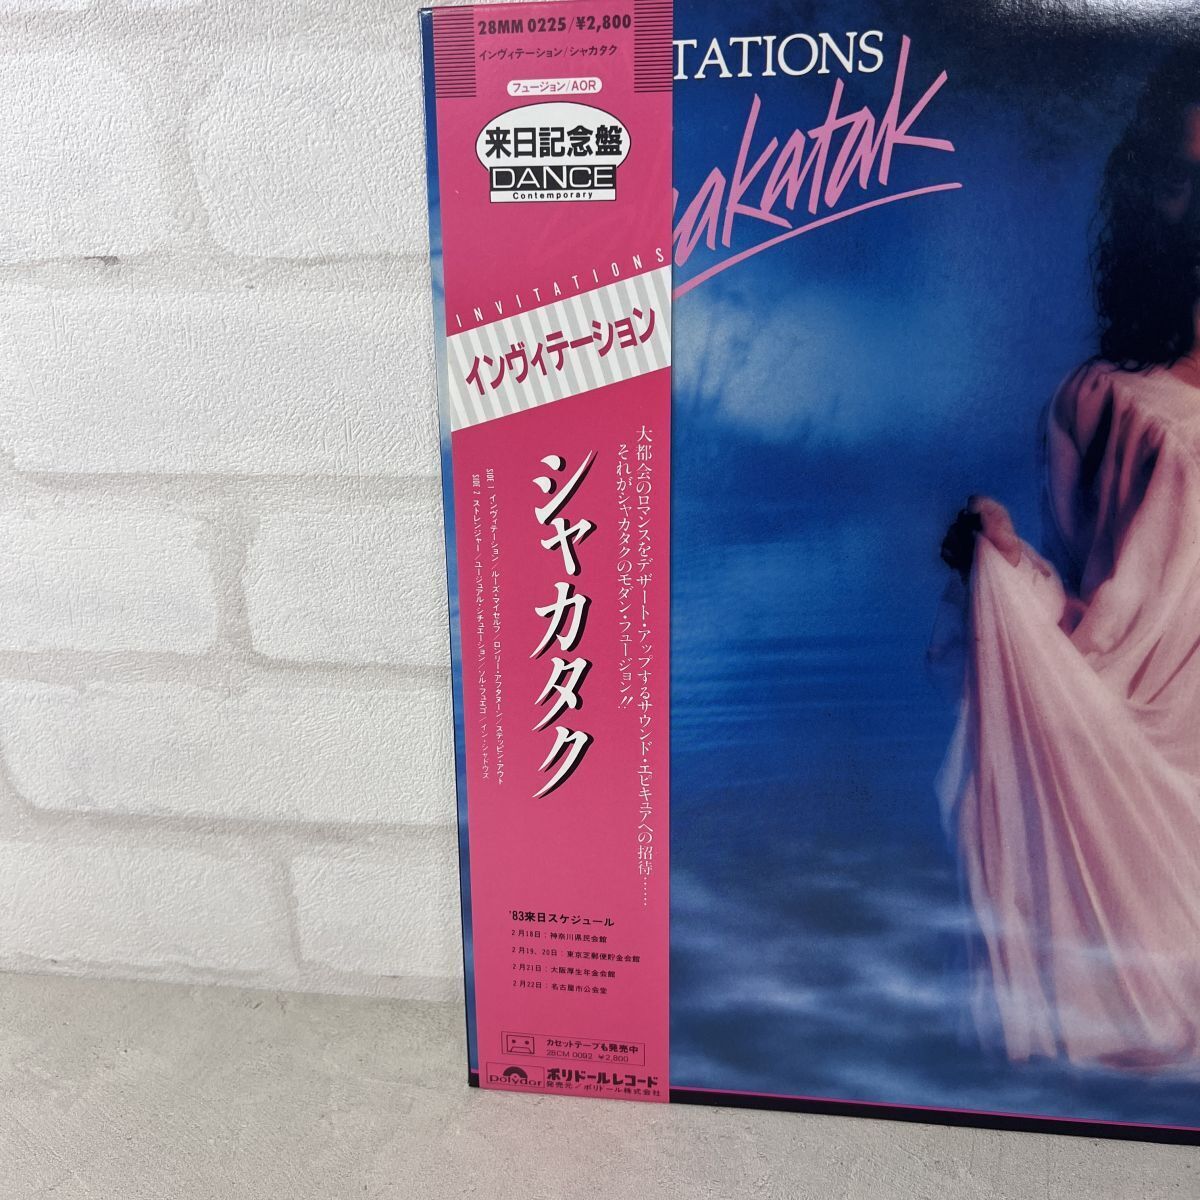 28MM 0225/¥2,800
インヴィテーション/シャカタク
フュージョン/AOR
来日記念盤
DANCE
Contemporary
INVITATIONS
インヴィテーション
大都会のロマンスをデザート・アップするサウンド・エピキュアへの招待……
それがシャカタクのモダン・フュージョン!!
シャカタク
SIDE 1 インヴィテーション/ルーズ・マイセルフ/ロンリー・アフタヌーン/ステッピン・アウト
SIDE 2 ストレンジャー/ユージュアル・シチュエーション/ソル・フエゴ/イン・シャドウズ
'83来日スケジュール
2月18日：神奈川県民会館
2月19、20日：東京芝郵便貯金会館
2月21日：大阪厚生年金会館
2月22日：名古屋市公会堂
カセットテープも発売中
28CM 0092 ¥2,800
polydor
ポリドールレコード
発売元/ポリドール株式会社
TATIONS
akatak